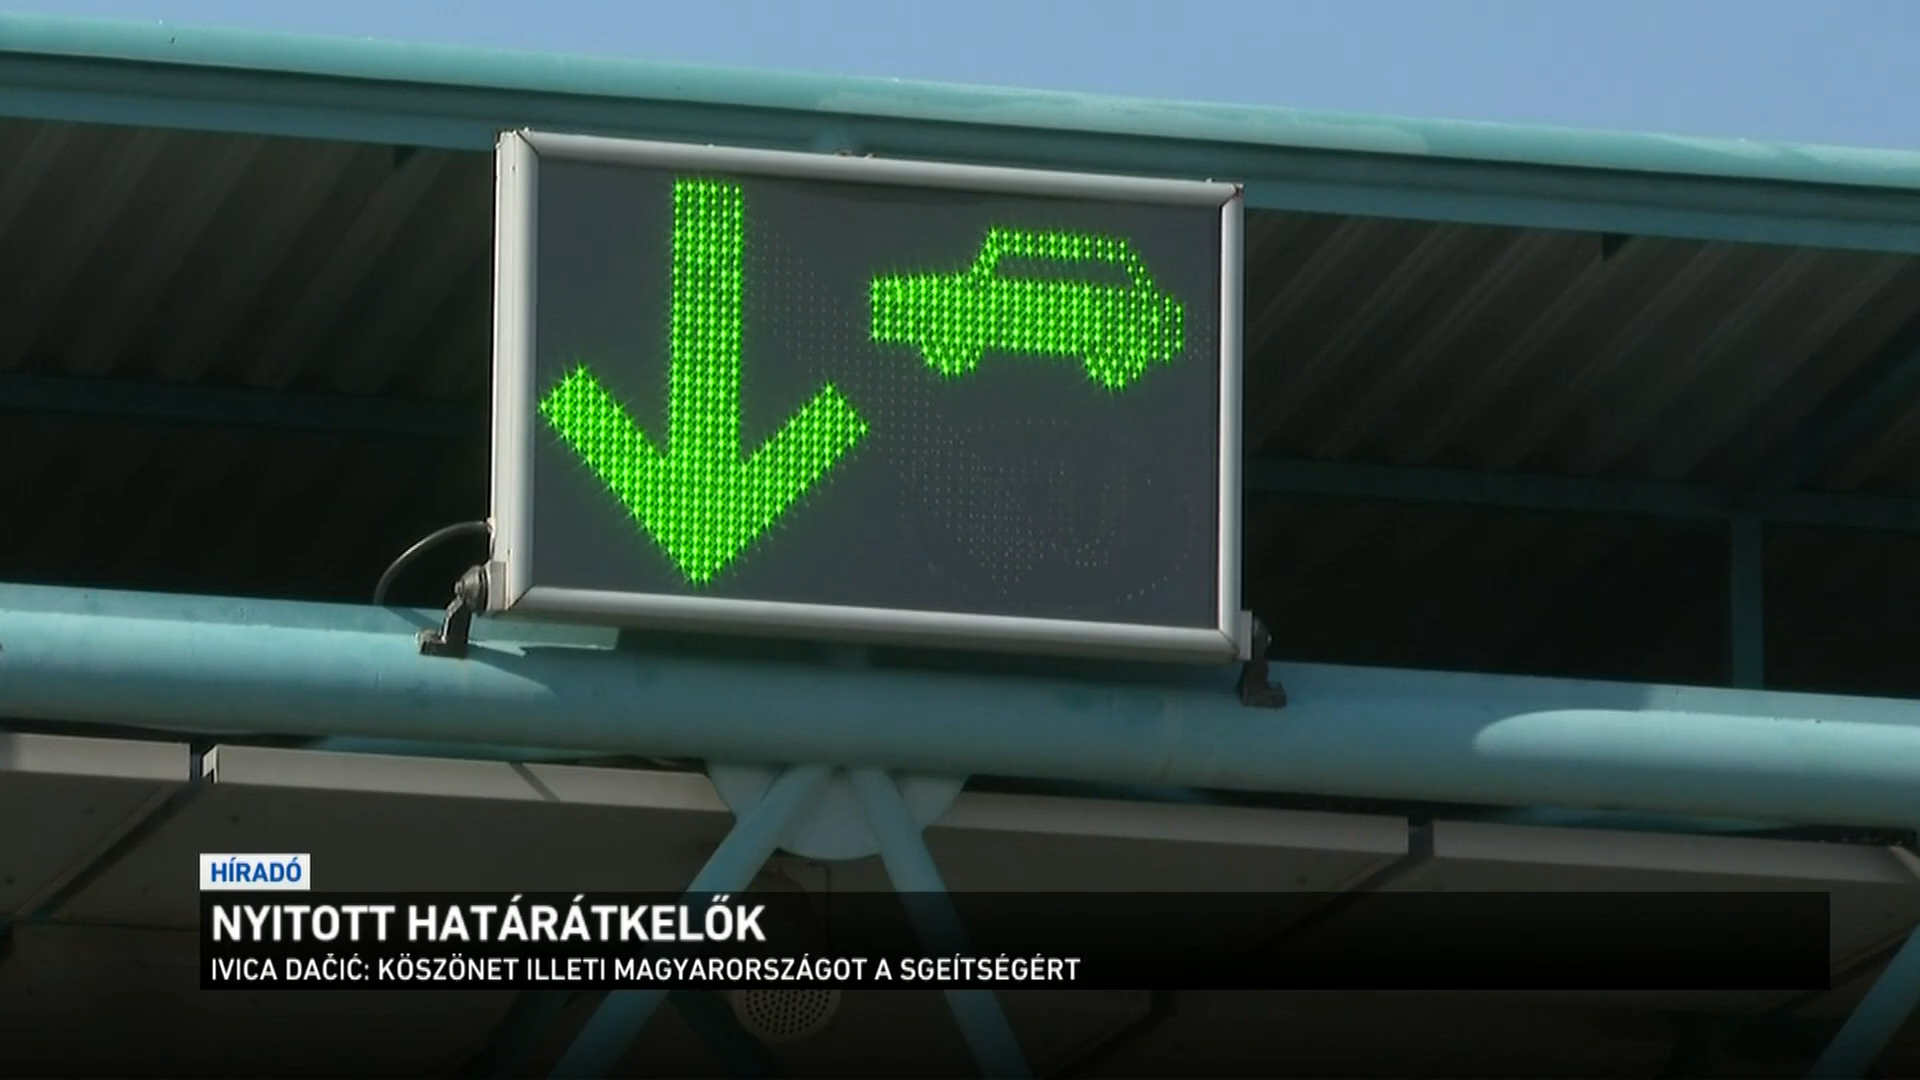 HÍRADÓ
NYITOTT HATÁRÁTKELŐK
IVICA DAČIĆ: KÖSZÖNET ILLETI MAGYARORSZÁGOT A SGEÍTSÉGÉRT